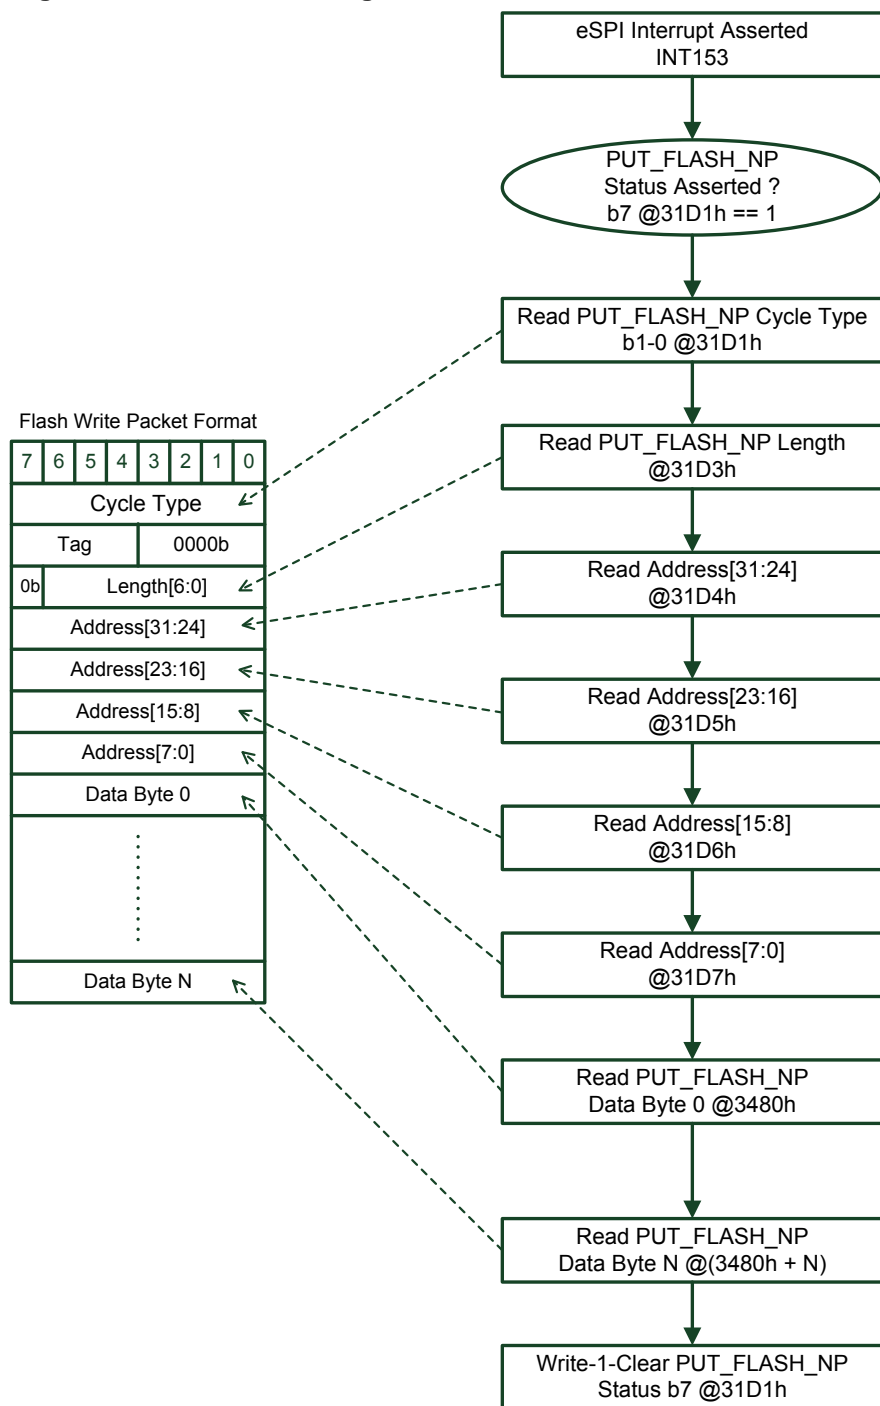 eSPI Interrupt Asserted
INT153
PUT_FLASH_NP
Status Asserted ?
b7 @31D1h == 1
Read PUT_FLASH_NP Cycle Type
b1-0 @31D1h
Read PUT_FLASH_NP Length
@31D3h
Read Address[31:24]
@31D4h
Read Address[23:16]
@31D5h
Read Address[15:8]
@31D6h
Read Address[7:0]
@31D7h
Read PUT_FLASH_NP
Data Byte 0 @3480h
Read PUT_FLASH_NP
Data Byte N @(3480h + N)
Write-1-Clear PUT_FLASH_NP
Status b7 @31D1h
Flash Write Packet Format
7 6 5 4 3 2 1 0
Cycle Type
Tag 0000b
0b Length[6:0]
Address[31:24]
Address[23:16]
Address[15:8]
Address[7:0]
Data Byte 0
Data Byte N